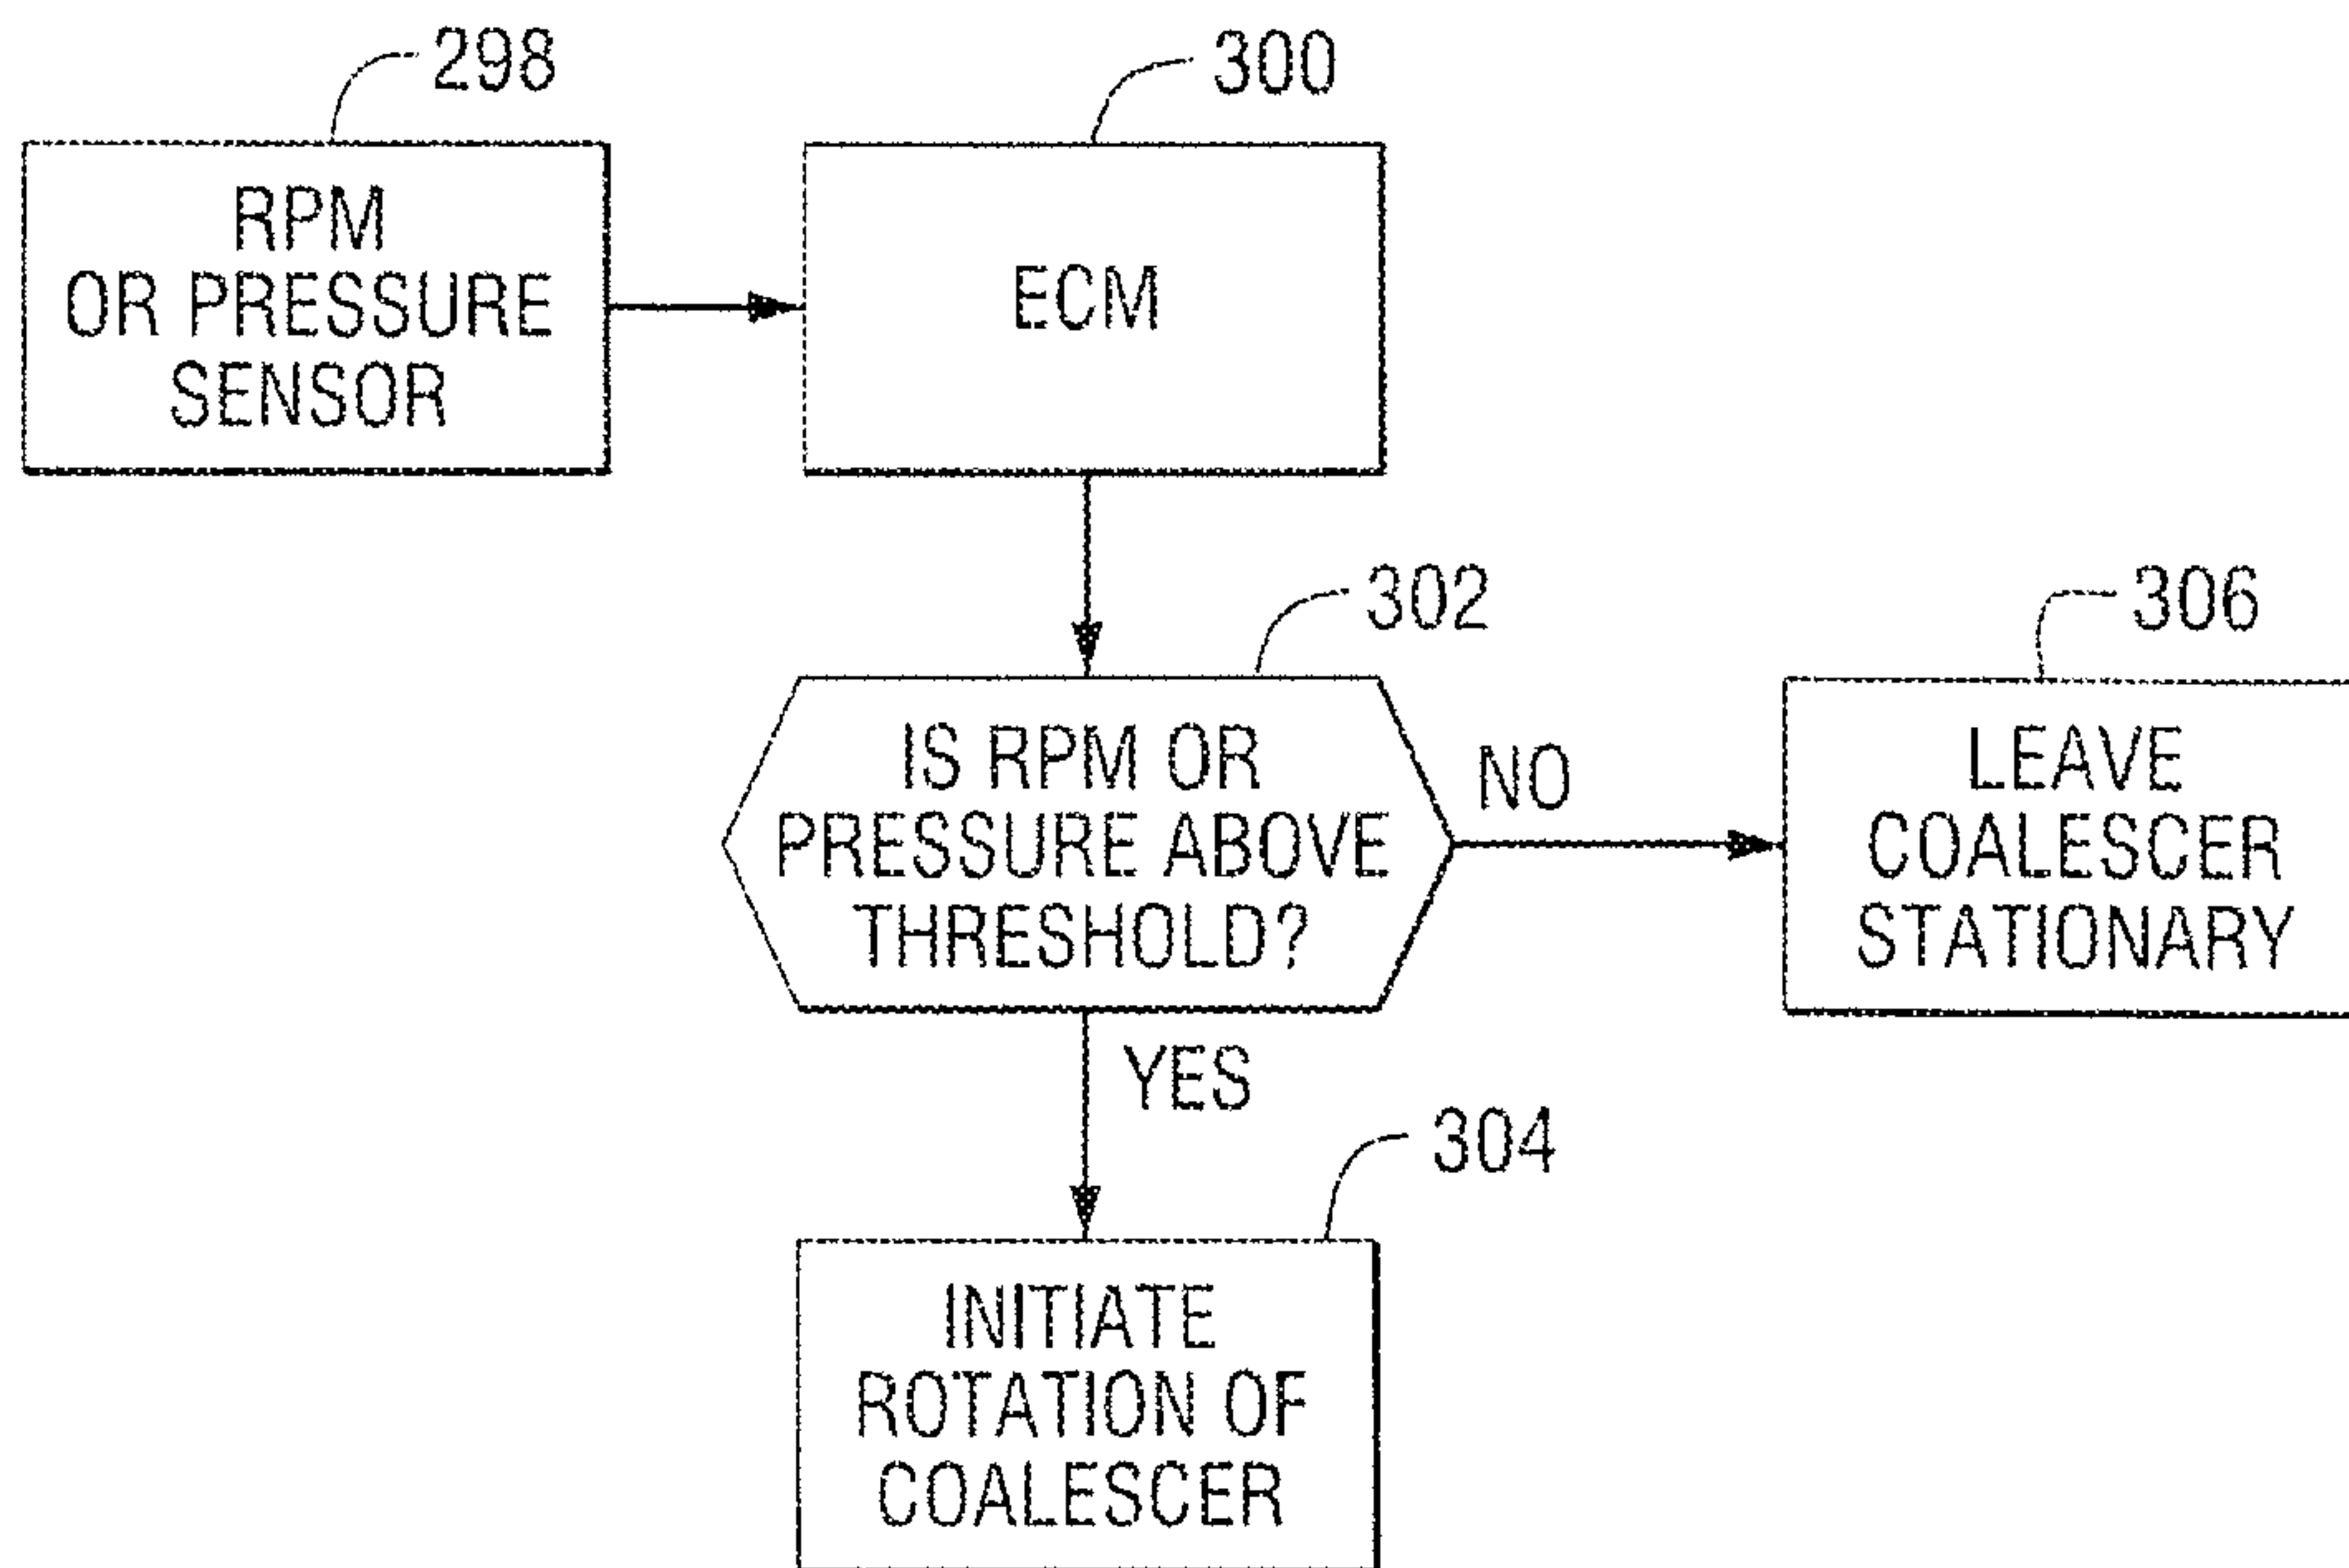 298
300
RPM
OR PRESSURE
SENSOR
ECM
302
306
IS RPM OR
PRESSURE ABOVE
THRESHOLD?
NO
LEAVE
COALESCER
STATIONARY
YES
304
INITIATE
ROTATION OF
COALESCER